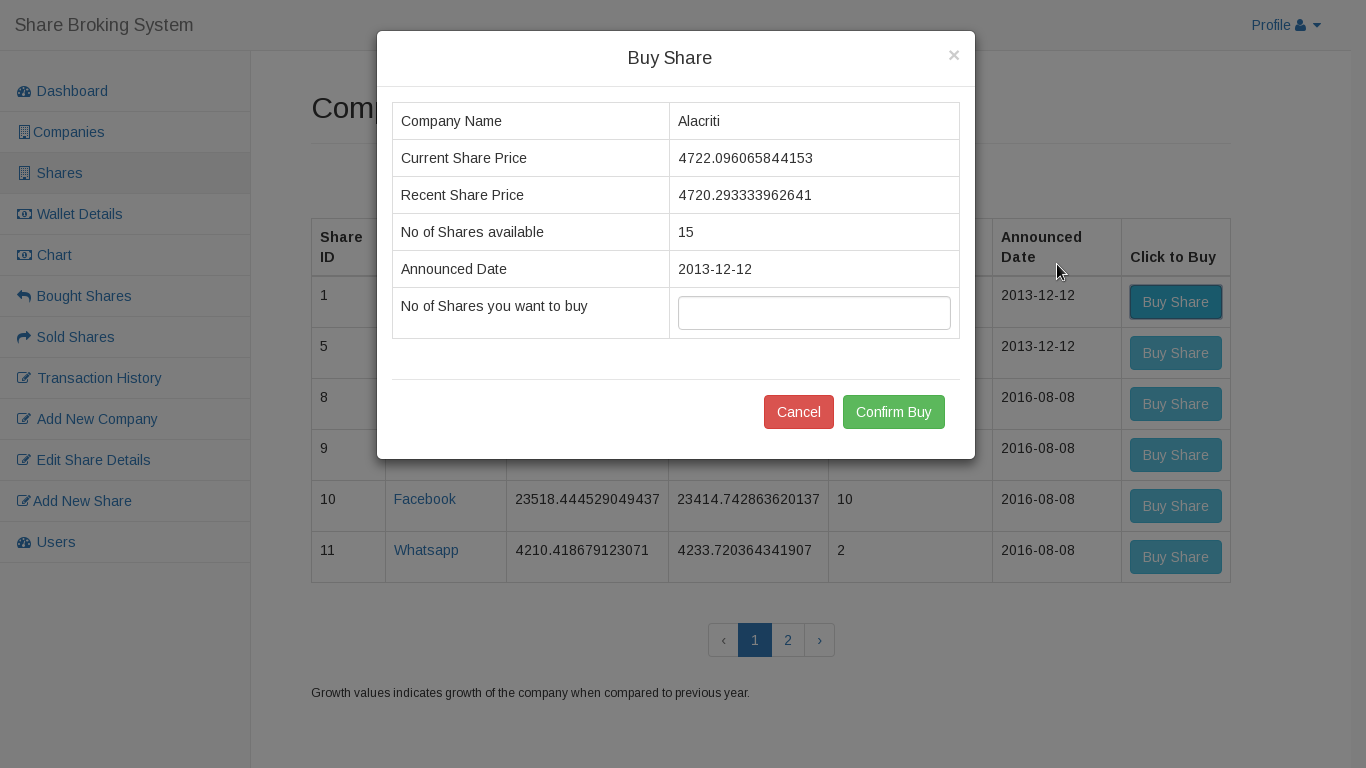 Share Broking System
Profile
Buy Share
×
Dashboard
Companies
Shares
Wallet Details
Chart
Bought Shares
Sold Shares
Transaction History
Add New Company
Edit Share Details
Add New Share
Users
Comp
Company Name Alacriti
Current Share Price 4722.096065844153
Recent Share Price 4720.293333962641
No of Shares available 15
Announced Date 2013-12-12
No of Shares you want to buy
Cancel Confirm Buy
Share ID Announced Date Click to Buy
1 2013-12-12 Buy Share
5 2013-12-12 Buy Share
8 2016-08-08 Buy Share
9 2016-08-08 Buy Share
10 Facebook 23518.444529049437 23414.742863620137 10 2016-08-08 Buy Share
11 Whatsapp 4210.418679123071 4233.720364341907 2 2016-08-08 Buy Share
‹ 1 2 ›
Growth values indicates growth of the company when compared to previous year.